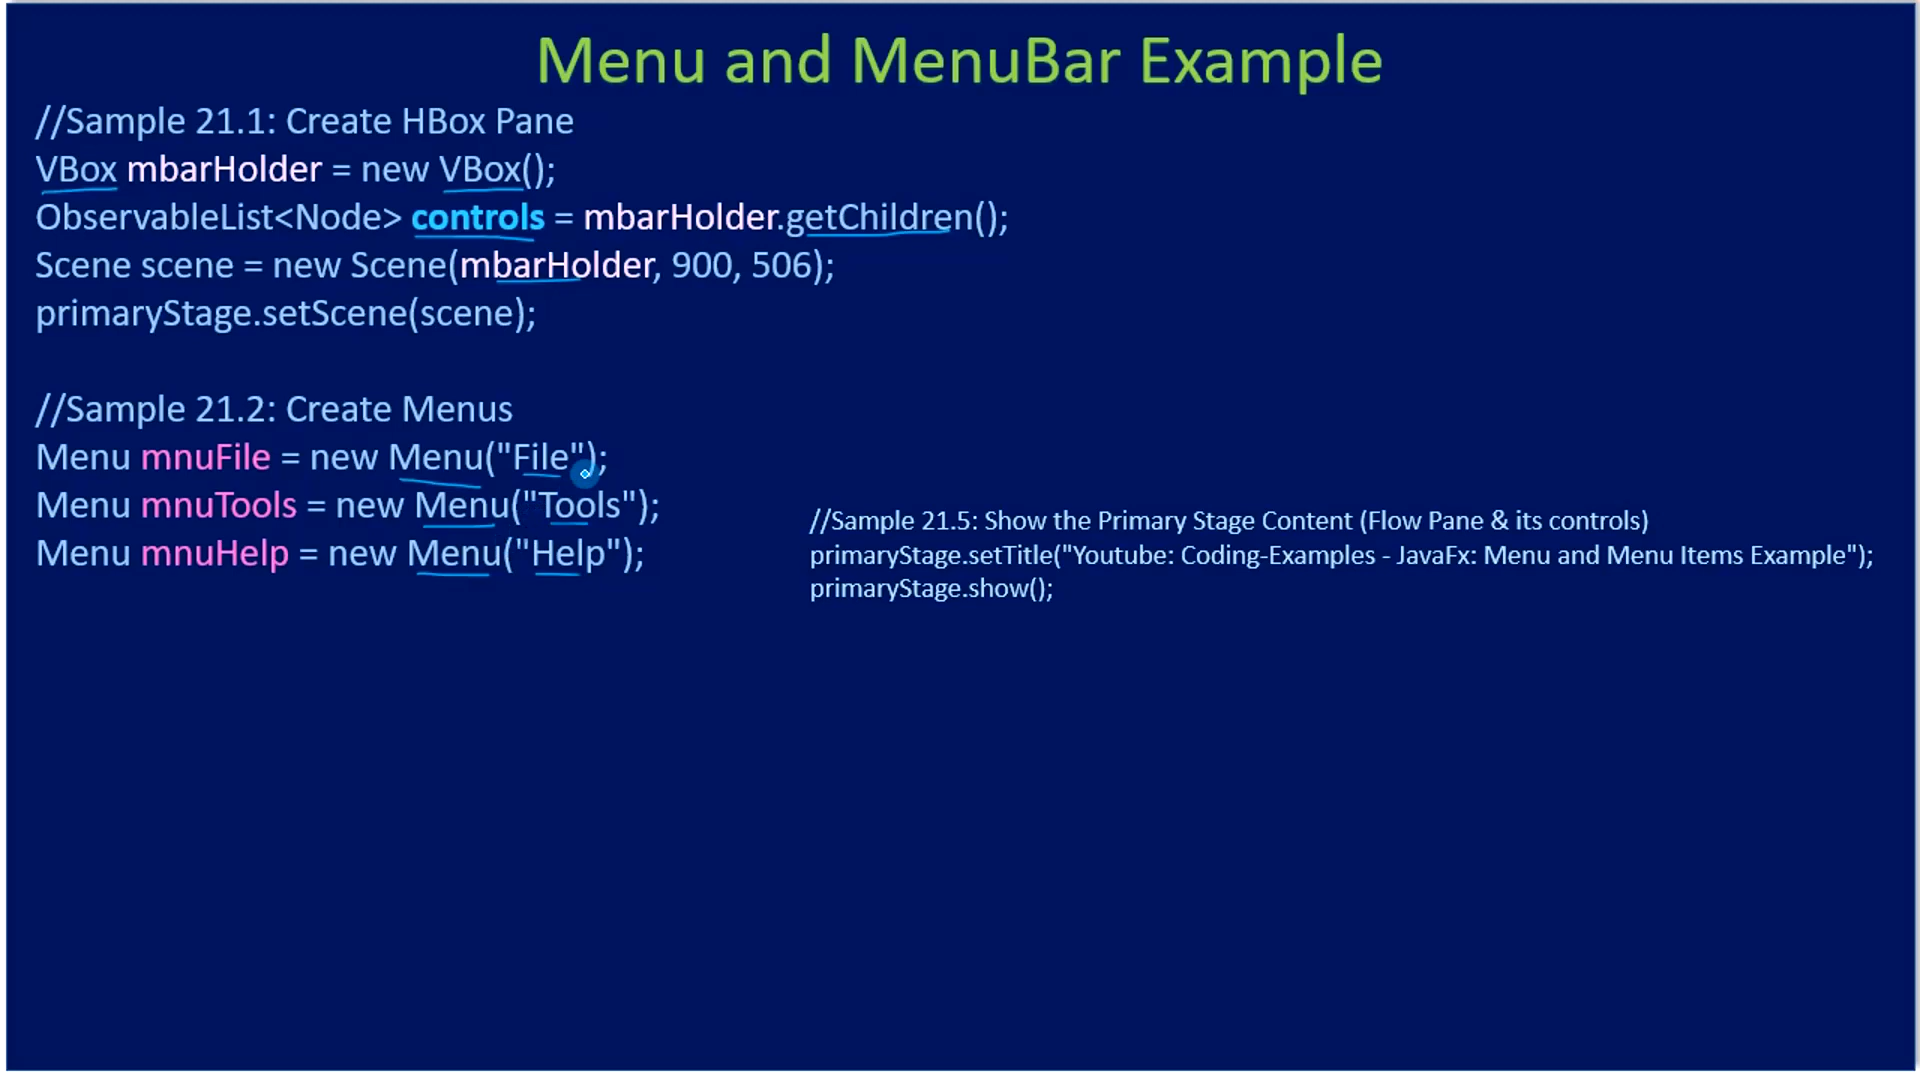 Menu and MenuBar Example
//Sample 21.1: Create HBox Pane
VBox mbarHolder = new VBox();
ObservableList<Node> controls = mbarHolder.getChildren();
Scene scene = new Scene(mbarHolder, 900, 506);
primaryStage.setScene(scene);
//Sample 21.2: Create Menus
Menu mnuFile = new Menu("File");
Menu mnuTools = new Menu("Tools");
Menu mnuHelp = new Menu("Help");
//Sample 21.5: Show the Primary Stage Content (Flow Pane & its controls)
primaryStage.setTitle("Youtube: Coding-Examples - JavaFx: Menu and Menu Items Example");
primaryStage.show();